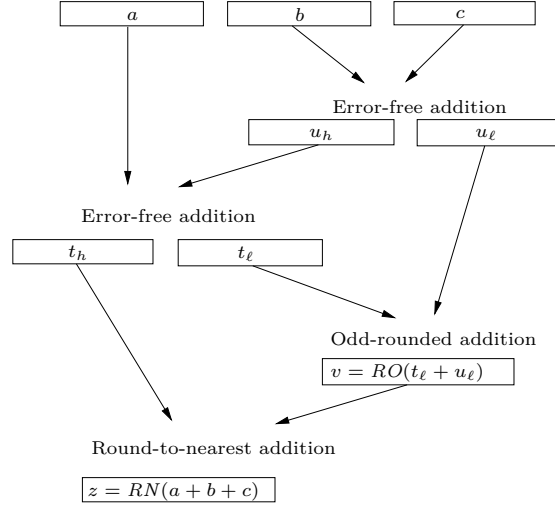 a b c
Error-free addition
u_h u_ℓ
Error-free addition
t_h t_ℓ
Odd-rounded addition
v = RO(t_ℓ + u_ℓ)
Round-to-nearest addition
z = RN(a + b + c)